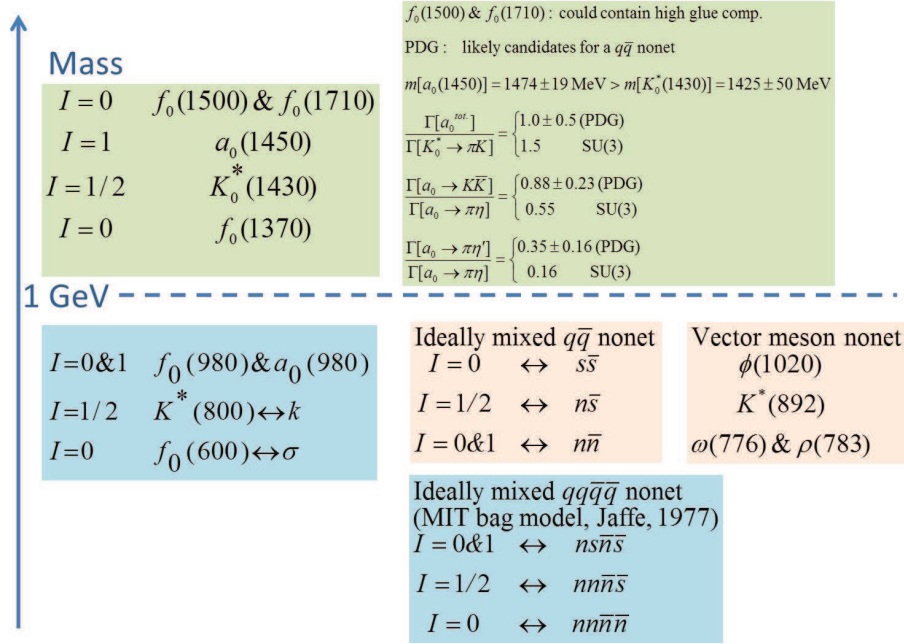 Mass
I = 0 f₀(1500) & f₀(1710)
I = 1 a₀(1450)
I = 1/2 K₀*(1430)
I = 0 f₀(1370)
f₀(1500) & f₀(1710) : could contain high glue comp.
PDG : likely candidates for a qq̄ nonet
m[a₀(1450)] = 1474 ± 19 MeV > m[K₀*(1430)] = 1425 ± 50 MeV
Γ[a₀^tot.] / Γ[K₀* → πK] = { 1.0 ± 0.5 (PDG)
1.5 SU(3)
Γ[a₀ → KK̄] / Γ[a₀ → πη] = { 0.88 ± 0.23 (PDG)
0.55 SU(3)
Γ[a₀ → πη′] / Γ[a₀ → πη] = { 0.35 ± 0.16 (PDG)
0.16 SU(3)
1 GeV
I=0&1 f₀(980)&a₀(980)
I=1/2 K*(800)↔k
I=0 f₀(600)↔σ
Ideally mixed qq̄ nonet
I = 0 ↔ ss̄
I = 1/2 ↔ ns̄
I = 0&1 ↔ nn̄
Vector meson nonet
ϕ(1020)
K*(892)
ω(776) & ρ(783)
Ideally mixed qqq̄q̄ nonet
(MIT bag model, Jaffe, 1977)
I = 0&1 ↔ nsn̄s̄
I = 1/2 ↔ nnn̄s̄
I = 0 ↔ nnn̄n̄